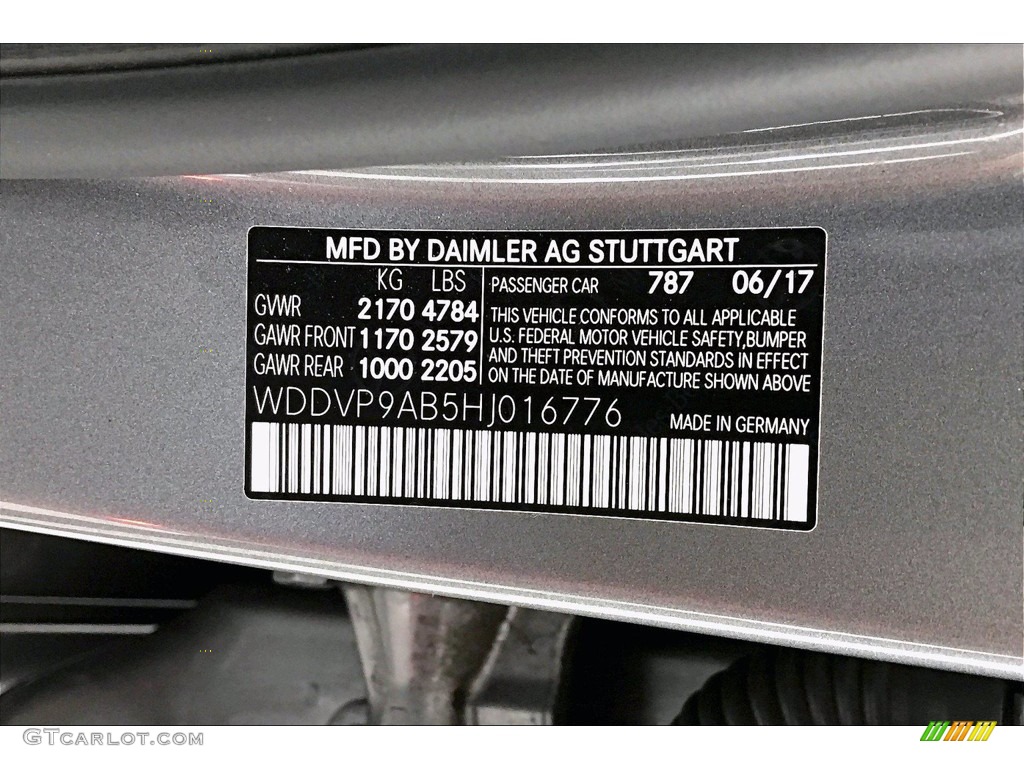 MFD BY DAIMLER AG STUTTGART
KG LBS
GVWR 2170 4784
GAWR FRONT 1170 2579
GAWR REAR 1000 2205
PASSENGER CAR 787 06/17
THIS VEHICLE CONFORMS TO ALL APPLICABLE
U.S. FEDERAL MOTOR VEHICLE SAFETY,BUMPER
AND THEFT PREVENTION STANDARDS IN EFFECT
ON THE DATE OF MANUFACTURE SHOWN ABOVE
WDDVP9AB5HJ016776
MADE IN GERMANY
GTCARLOT.COM